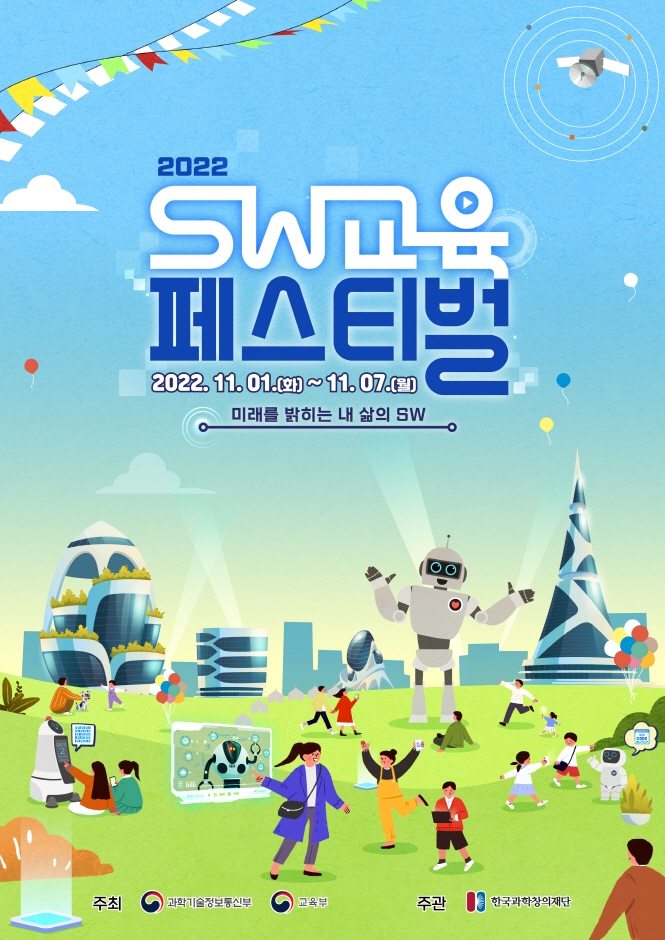 2022
SW교육
페스티벌
2022. 11. 01.(화) ~ 11. 07.(월)
미래를 밝히는 내 삶의 SW
CODE
주최 과학기술정보통신부 교육부 주관 한국과학창의재단